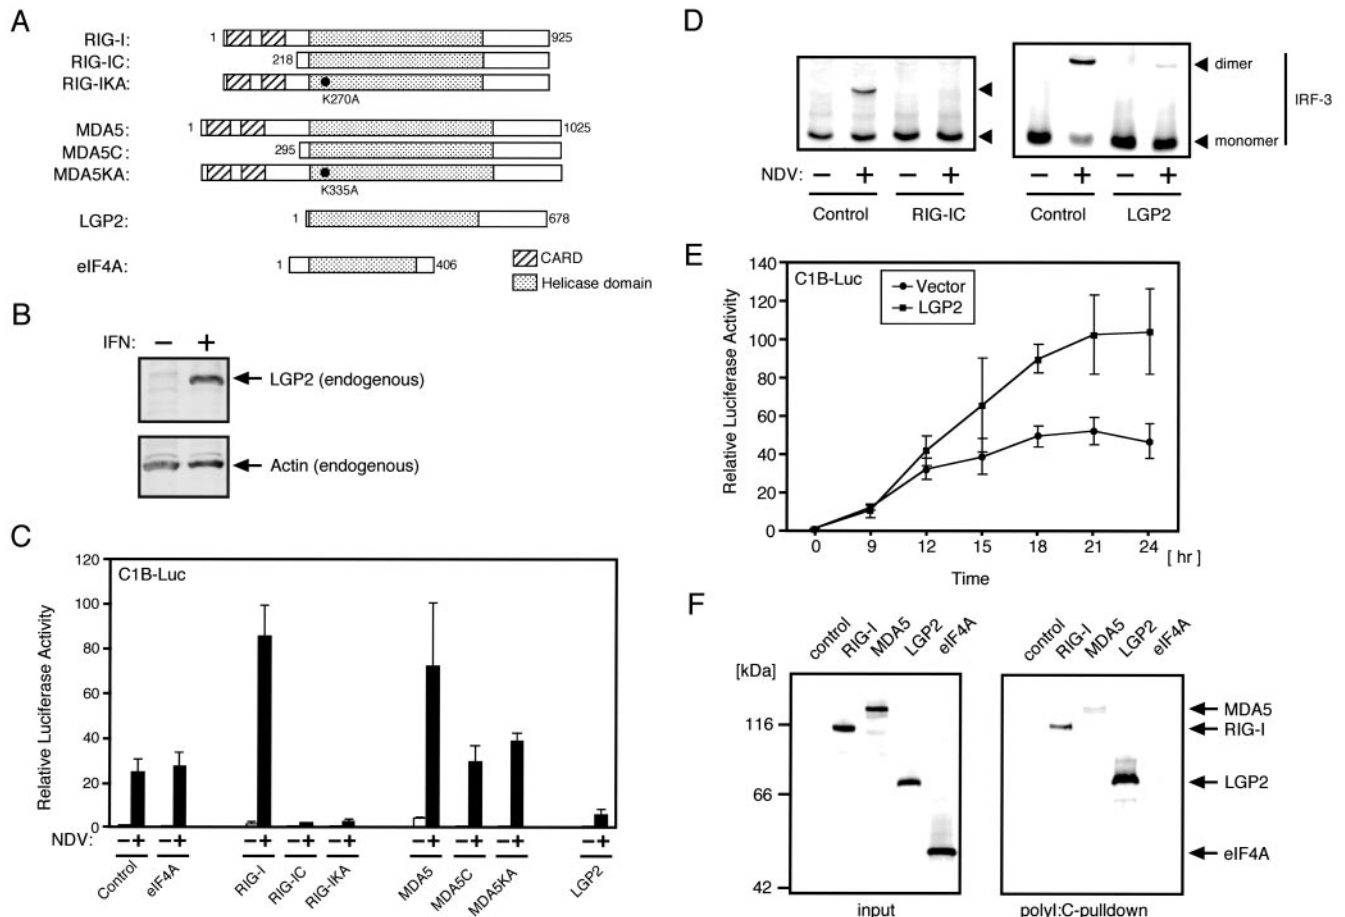 A
RIG-I: 1 925
RIG-IC: 218
RIG-IKA:
K270A
MDA5: 1 1025
MDA5C: 295
MDA5KA:
K335A
LGP2: 1 678
eIF4A: 1 406
CARD
Helicase domain
B
IFN: − +
LGP2 (endogenous)
Actin (endogenous)
C
C1B-Luc
Relative Luciferase Activity
120
100
80
60
40
20
0
NDV: − + − + − + − + − + − + − + − + − +
Control eIF4A RIG-I RIG-IC RIG-IKA MDA5 MDA5C MDA5KA LGP2
D
dimer
IRF-3
monomer
NDV: − + − + − + − +
Control RIG-IC Control LGP2
E
C1B-Luc
Vector
LGP2
Relative Luciferase Activity
140
120
100
80
60
40
20
0
0 9 12 15 18 21 24
[ hr ]
Time
F
control RIG-I MDA5 LGP2 eIF4A control RIG-I MDA5 LGP2 eIF4A
[kDa]
116
66
42
MDA5
RIG-I
LGP2
eIF4A
input polyI:C-pulldown